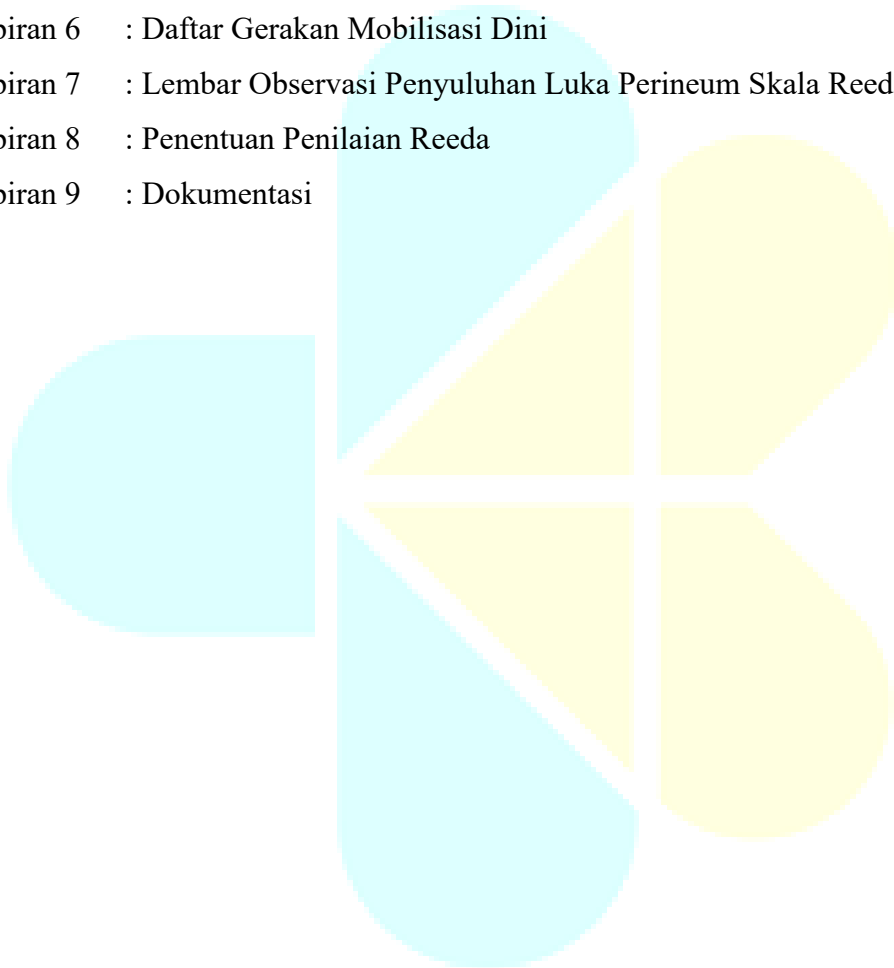 piran 6 : Daftar Gerakan Mobilisasi Dini
piran 7 : Lembar Observasi Penyuluhan Luka Perineum Skala Reed
piran 8 : Penentuan Penilaian Reeda
piran 9 : Dokumentasi